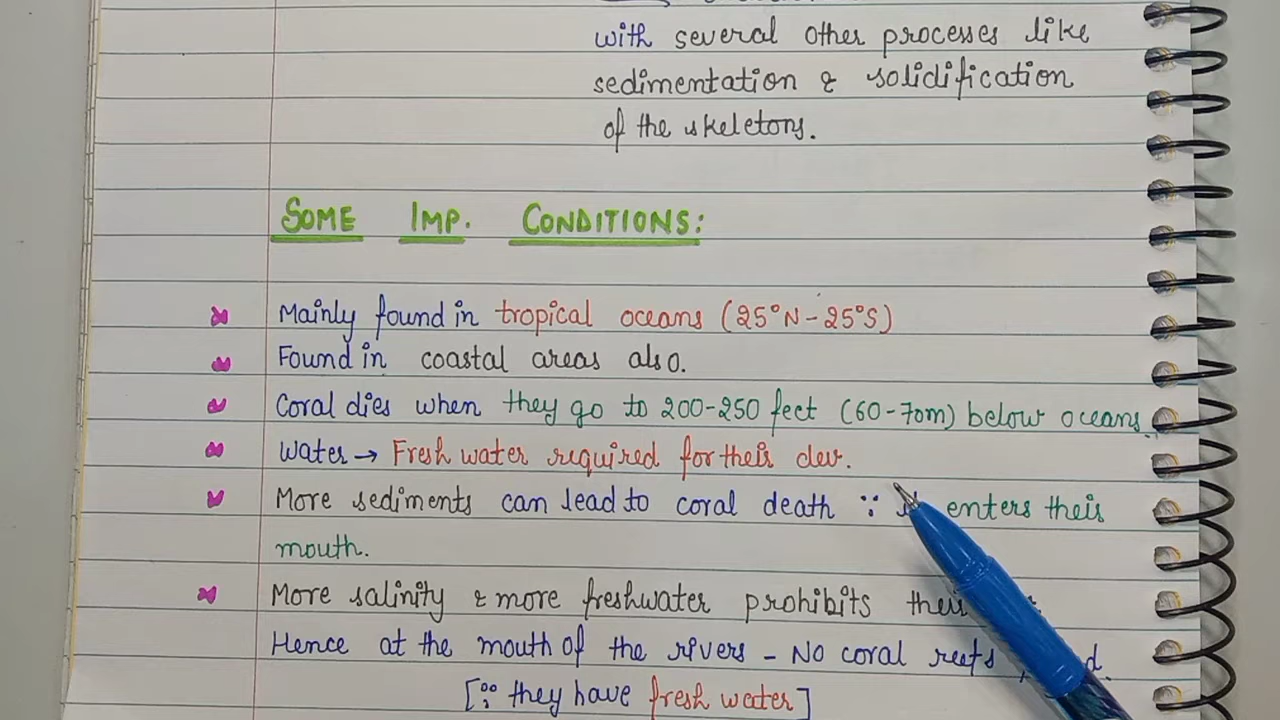 with several other processes like
sedimentation & solidification
of the skeletons.
SOME IMP. CONDITIONS:
Mainly found in tropical oceans (25°N - 25°S)
Found in coastal areas also.
Coral dies when they go to 200-250 feet (60-70m) below oceans.
Water → Fresh water required for their dev.
More sediments can lead to coral death ∵ enters their
mouth.
More salinity & more freshwater prohibits their
Hence at the mouth of the rivers - No coral reefs
[∵ they have fresh water]